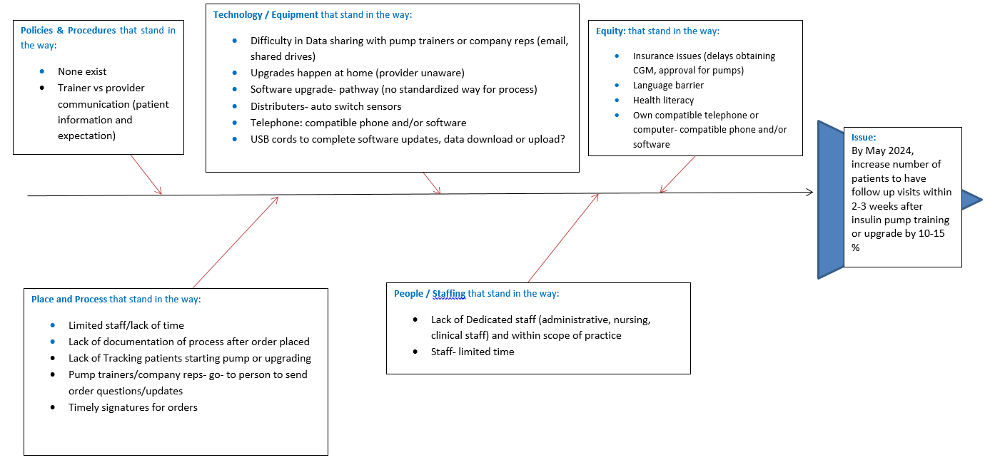 Policies & Procedures that stand in
the way:
None exist
Trainer vs provider
communication (patient
information and
expectation)
Technology / Equipment that stand in the way:
Difficulty in Data sharing with pump trainers or company reps (email,
shared drives)
Upgrades happen at home (provider unaware)
Software upgrade- pathway (no standardized way for process)
Distributers- auto switch sensors
Telephone: compatible phone and/or software
USB cords to complete software updates, data download or upload?
Equity: that stand in the way:
Insurance issues (delays obtaining
CGM, approval for pumps)
Language barrier
Health literacy
Own compatible telephone or
computer- compatible phone and/or
software
Issue:
By May 2024,
increase number of
patients to have
follow up visits within
2-3 weeks after
insulin pump training
or upgrade by 10-15
%
Place and Process that stand in the way:
Limited staff/lack of time
Lack of documentation of process after order placed
Lack of Tracking patients starting pump or upgrading
Pump trainers/company reps- go- to person to send
order questions/updates
Timely signatures for orders
People / Staffing that stand in the way:
Lack of Dedicated staff (administrative, nursing,
clinical staff) and within scope of practice
Staff- limited time